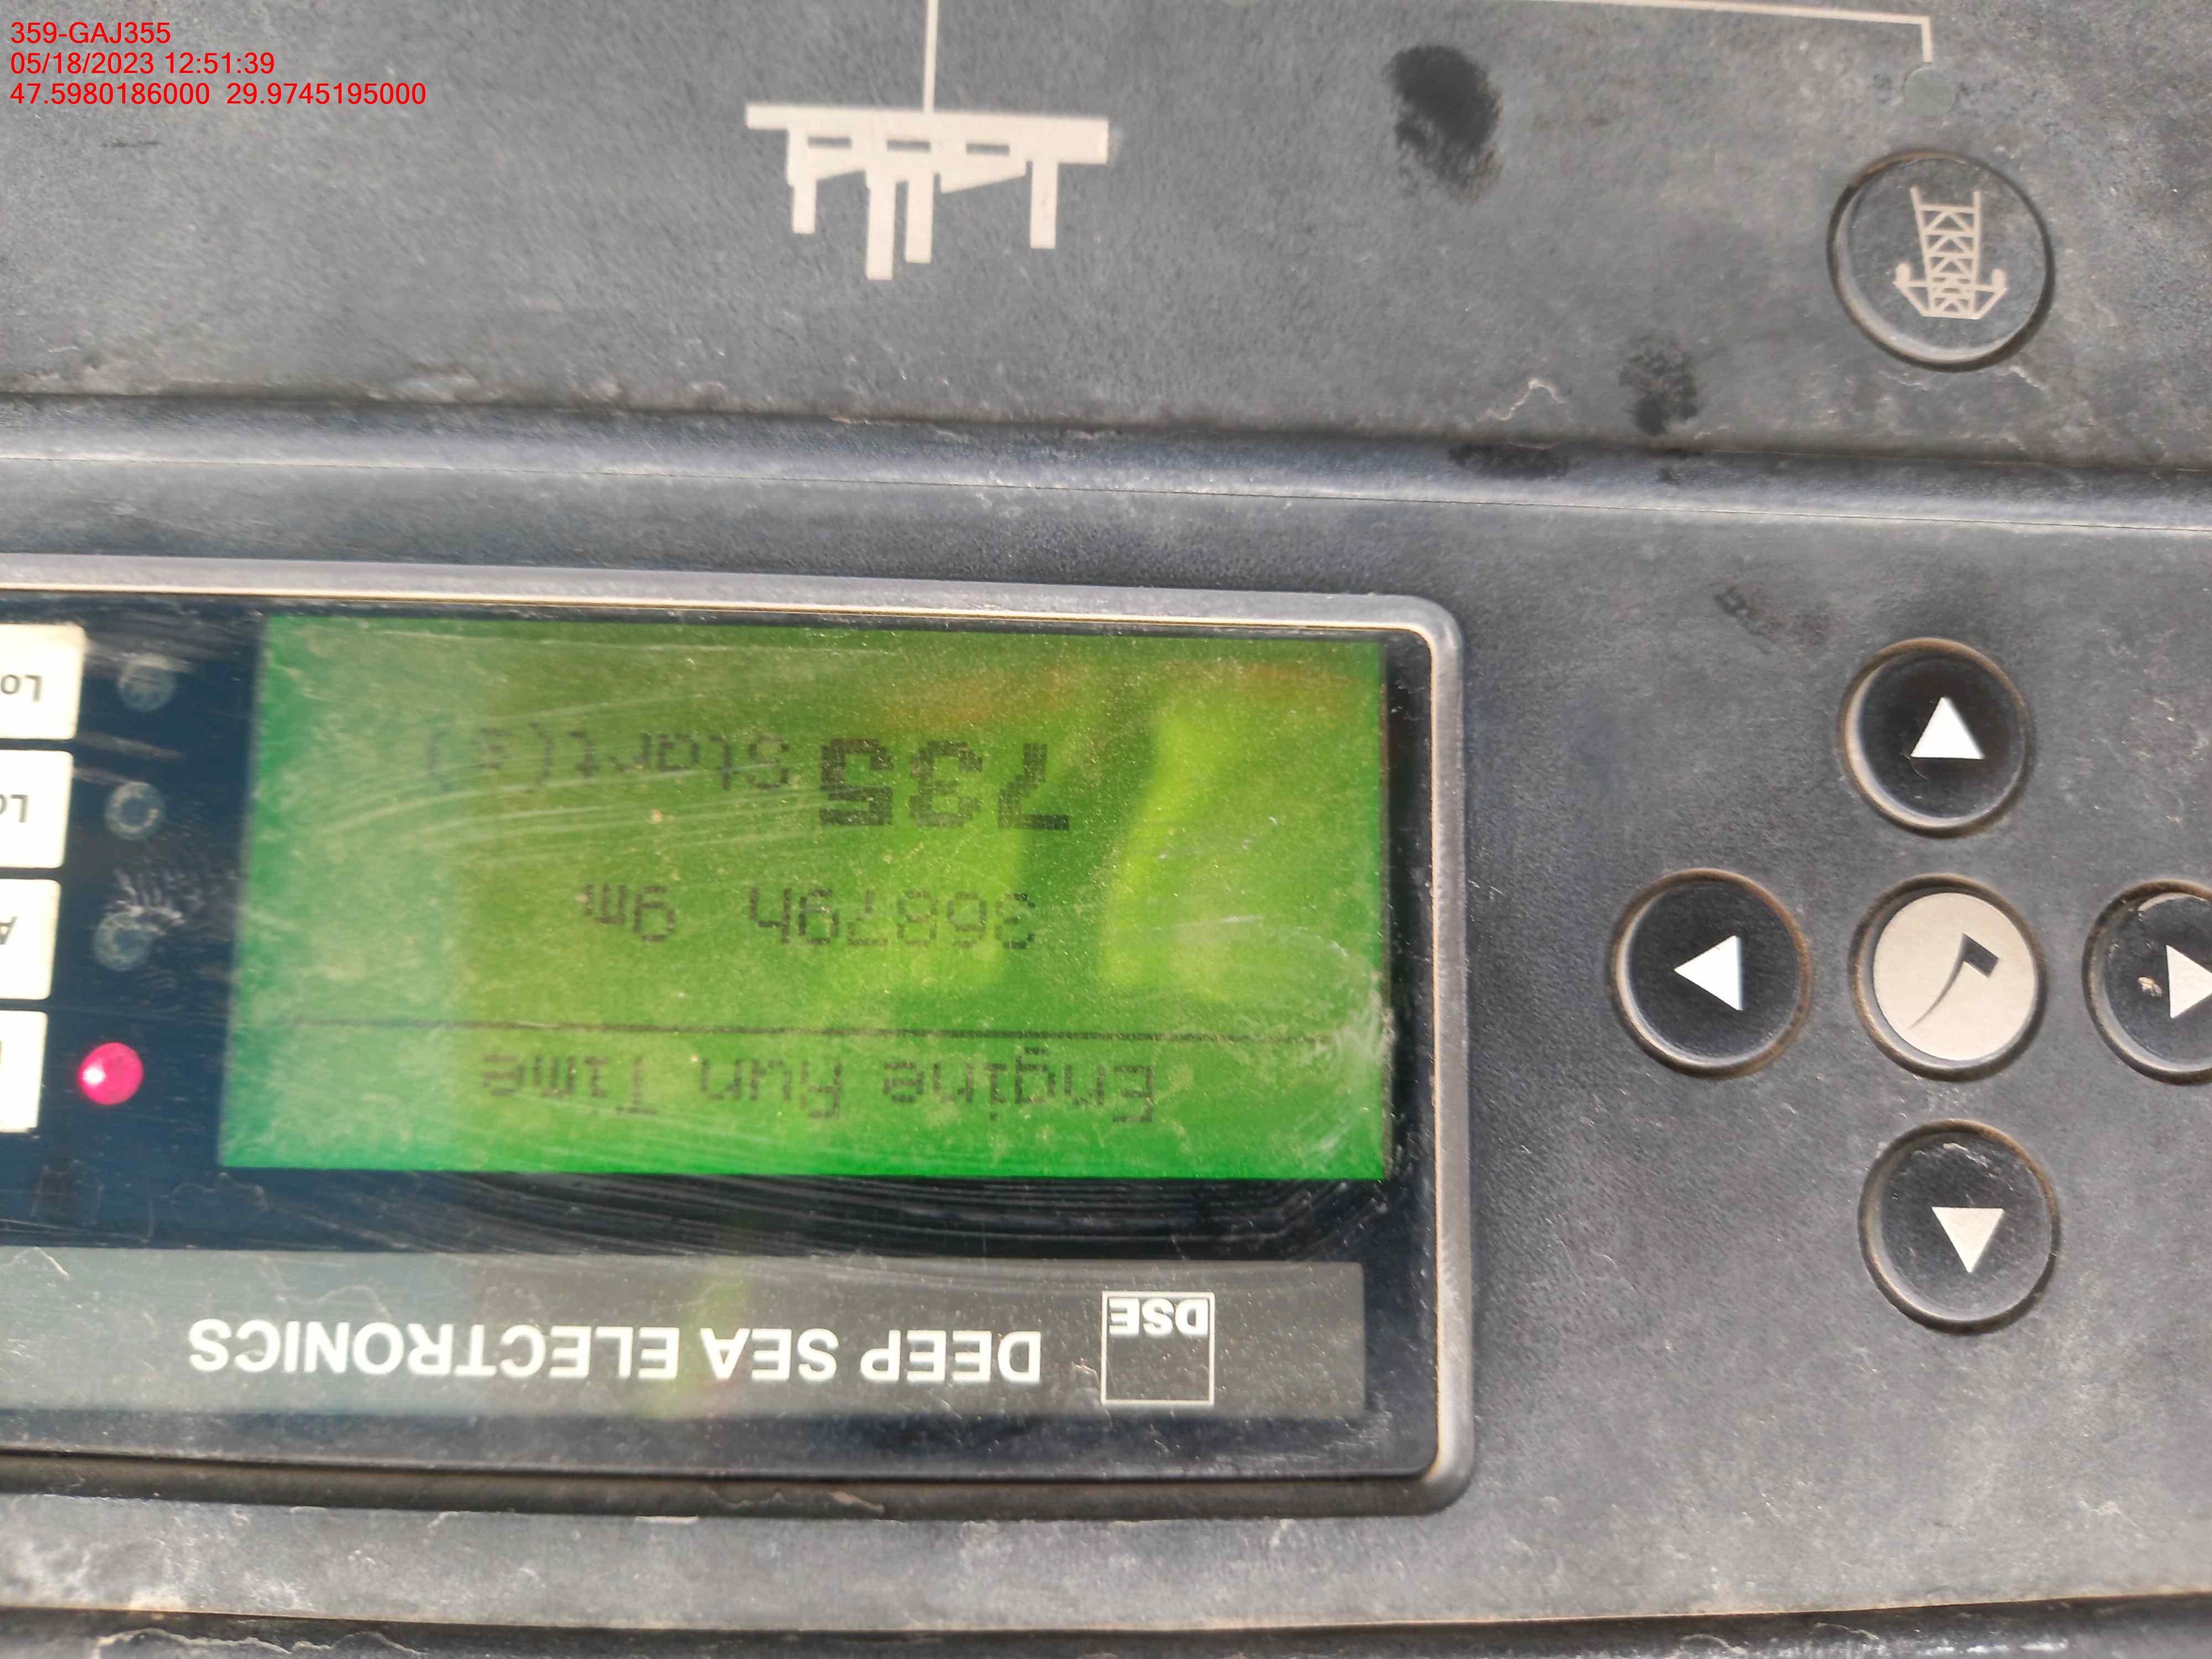 359-GAJ355
05/18/2023 12:51:39
47.5980186000 29.9745195000
DSE DEEP SEA ELECTRONICS
Engine Run Time
36879h 9m
735 Start(s)